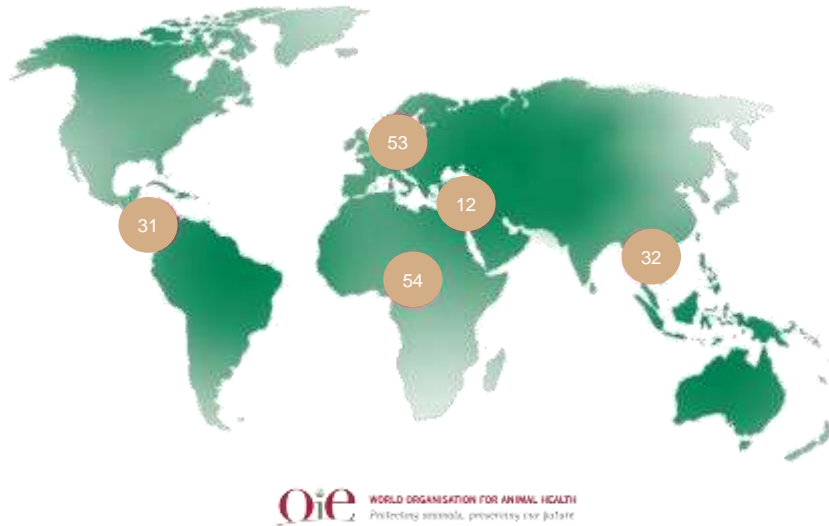 53
12
31
32
54
Oie WORLD ORGANISATION FOR ANIMAL HEALTH
Protecting animals, preserving our future